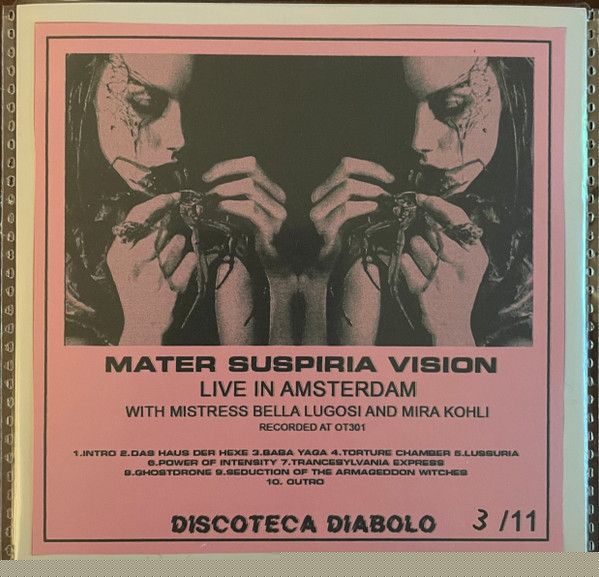 MATER SUSPIRIA VISION
LIVE IN AMSTERDAM
WITH MISTRESS BELLA LUGOSI AND MIRA KOHLI
RECORDED AT OT301
1.INTRO 2.DAS HAUS DER HEXE 3.BABA YAGA 4.TORTURE CHAMBER 5.LUSSURIA
6.POWER OF INTENSITY 7.TRANCESYLVANIA EXPRESS
8.GHOSTDRONE 9.SEDUCTION OF THE ARMAGEDDON WITCHES
10. OUTRO
DISCOTECA DIABOLO 3 /11